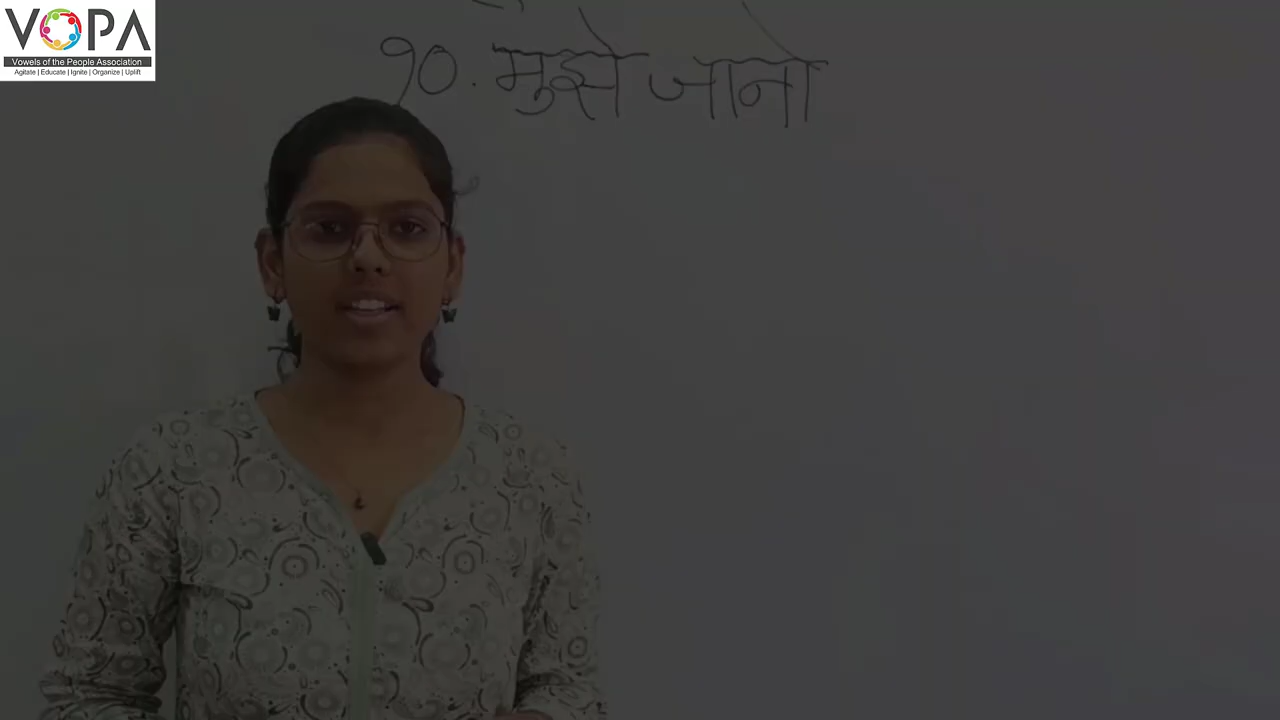 VOPA
Vowels of the People Association
Agitate | Educate | Ignite | Organize | Uplift
१०. मुझे जानो